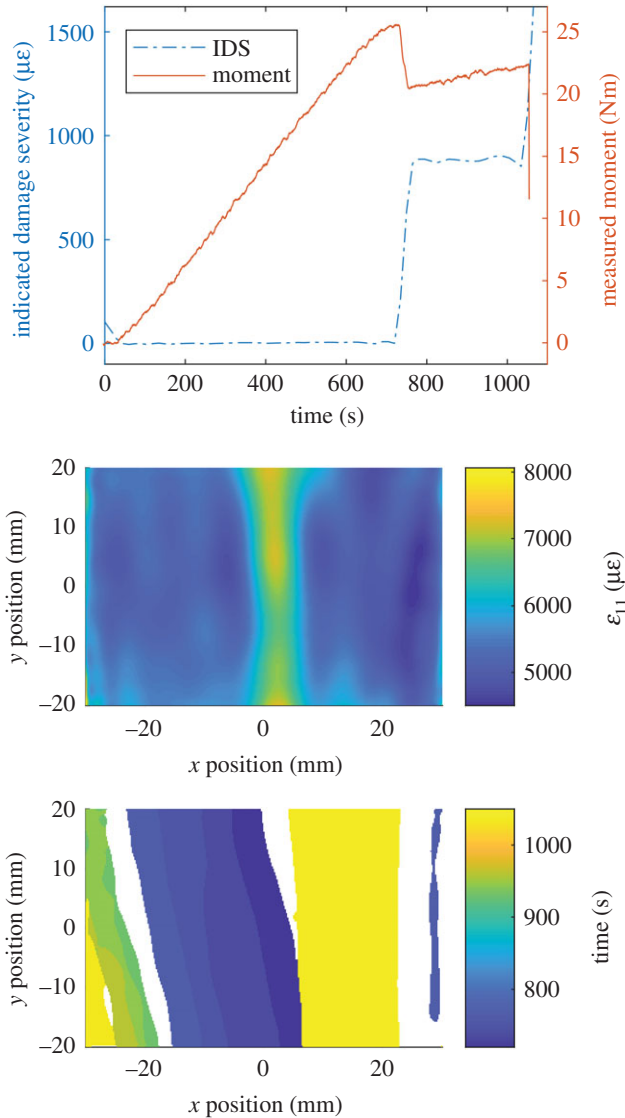 1500
1000
500
0
indicated damage severity (με)
IDS
moment
25
20
15
10
5
0
measured moment (Nm)
0 200 400 600 800 1000
time (s)
20
10
0
–10
–20
y position (mm)
–20 0 20
x position (mm)
8000
7000
6000
5000
ε11 (με)
20
10
0
–10
–20
y position (mm)
–20 0 20
x position (mm)
1000
900
800
time (s)